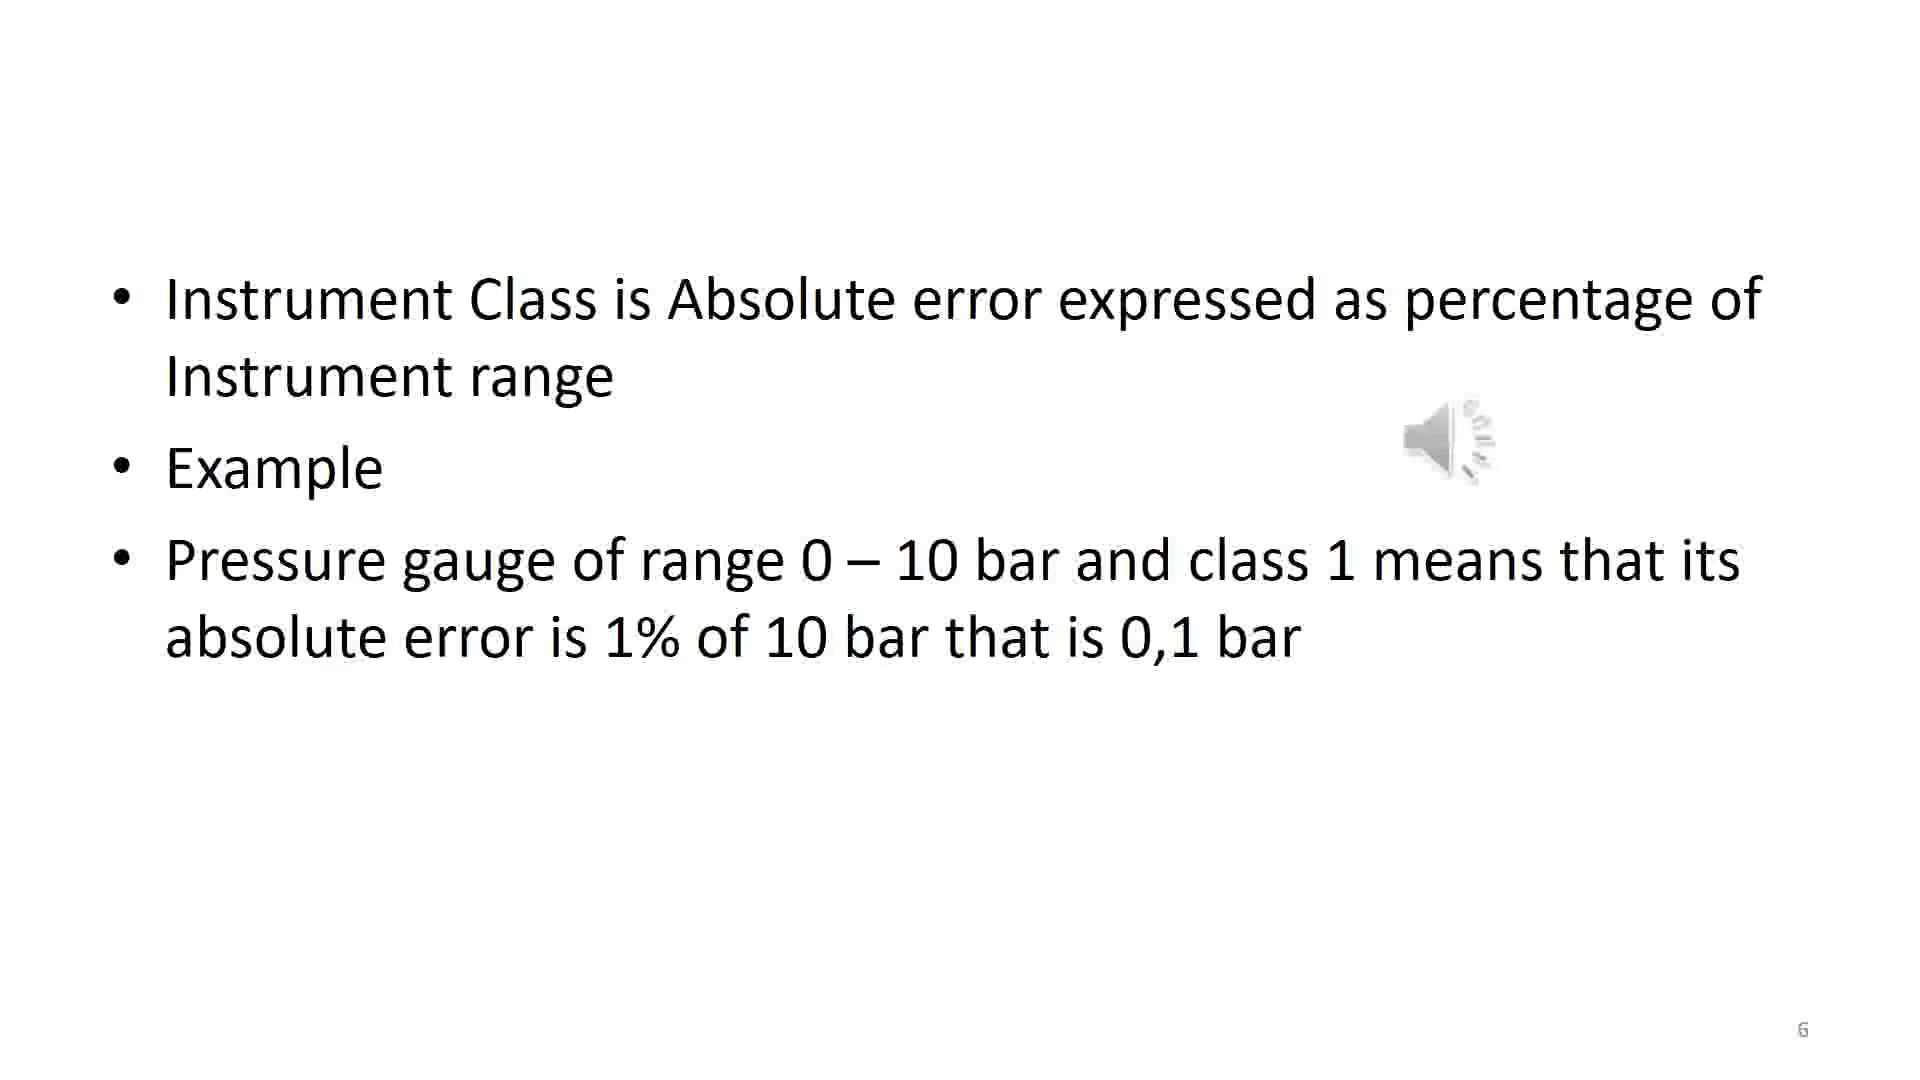 • Instrument Class is Absolute error expressed as percentage of
Instrument range
• Example
• Pressure gauge of range 0 – 10 bar and class 1 means that its
absolute error is 1% of 10 bar that is 0,1 bar
6